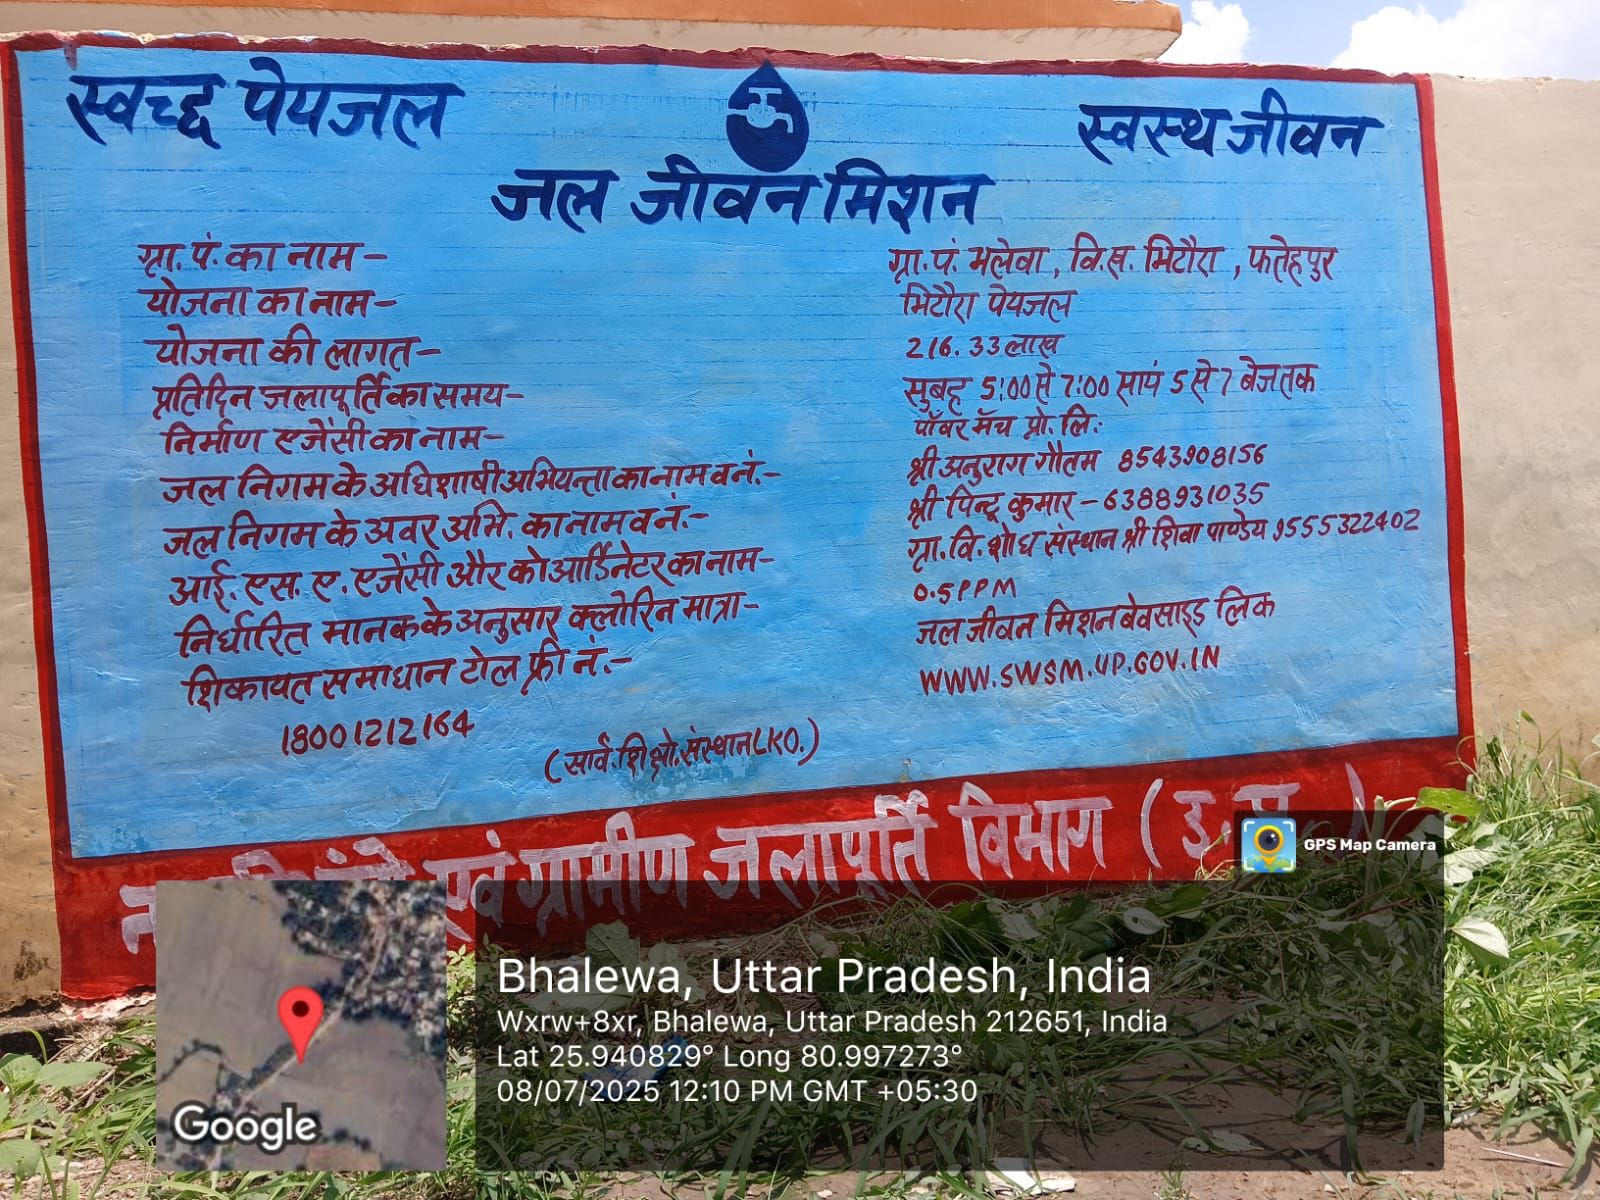 स्वच्छ पेयजल
स्वस्थ जीवन
जल जीवन मिशन
ग्रा.पं. का नाम-
ग्रा.पं. भलेवा, वि.ख. भिटौरा, फतेहपुर
योजना का नाम-
भिटौरा पेयजल
योजना की लागत-
216.33 लाख
प्रतिदिन जलापूर्ति का समय-
सुबह 5:00 से 7:00 सायं 5 से 7 बेज तक
निर्माण एजेंसी का नाम-
पॉवर मॅच प्रो. लि.:
जल निगम के अधिशाषी अभियन्ता का नाम व नं.-
श्री अनुराग गौतम 8543908156
जल निगम के अवर अभि. का नाम व नं.-
श्री पिन्टू कुमार - 6388931035
आई.एस.ए. एजेंसी और कोआर्डिनेटर का नाम-
ग्रा.वि. शोध संस्थान श्री शिवा पाण्डेय 9555322402
निर्धारित मानक के अनुसार क्लोरिन मात्रा-
0.5PPM
शिकायत समाधान टोल फ्री नं.-
जल जीवन मिशन बेवसाइड लिक
18001212164
WWW.SWSM.UP.GOV.IN
(सार्व. शिक्षो. संस्थान LKO.)
एवं ग्रामीण जलापूर्ति विभाग (उ.
GPS Map Camera
Google
Bhalewa, Uttar Pradesh, India
Wxrw+8xr, Bhalewa, Uttar Pradesh 212651, India
Lat 25.940829° Long 80.997273°
08/07/2025 12:10 PM GMT +05:30